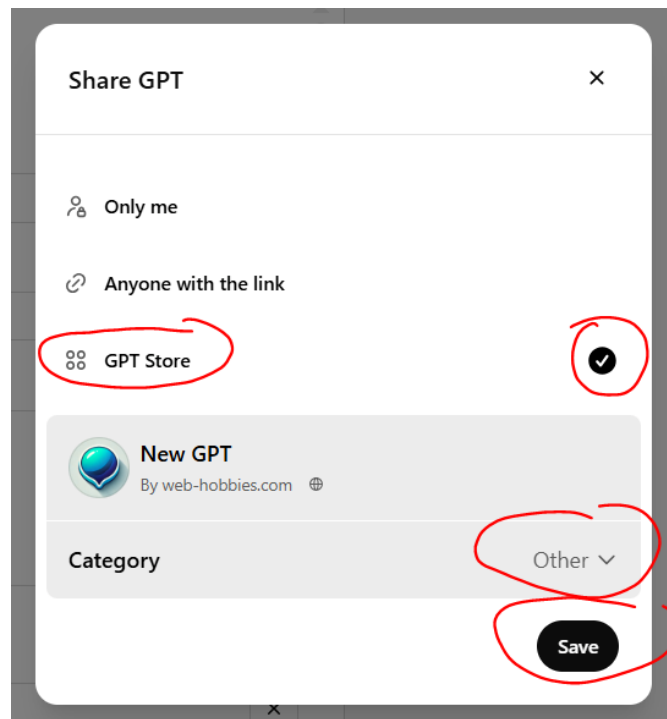 Share GPT
Only me
Anyone with the link
GPT Store
New GPT
By web-hobbies.com
Category
Other
Save